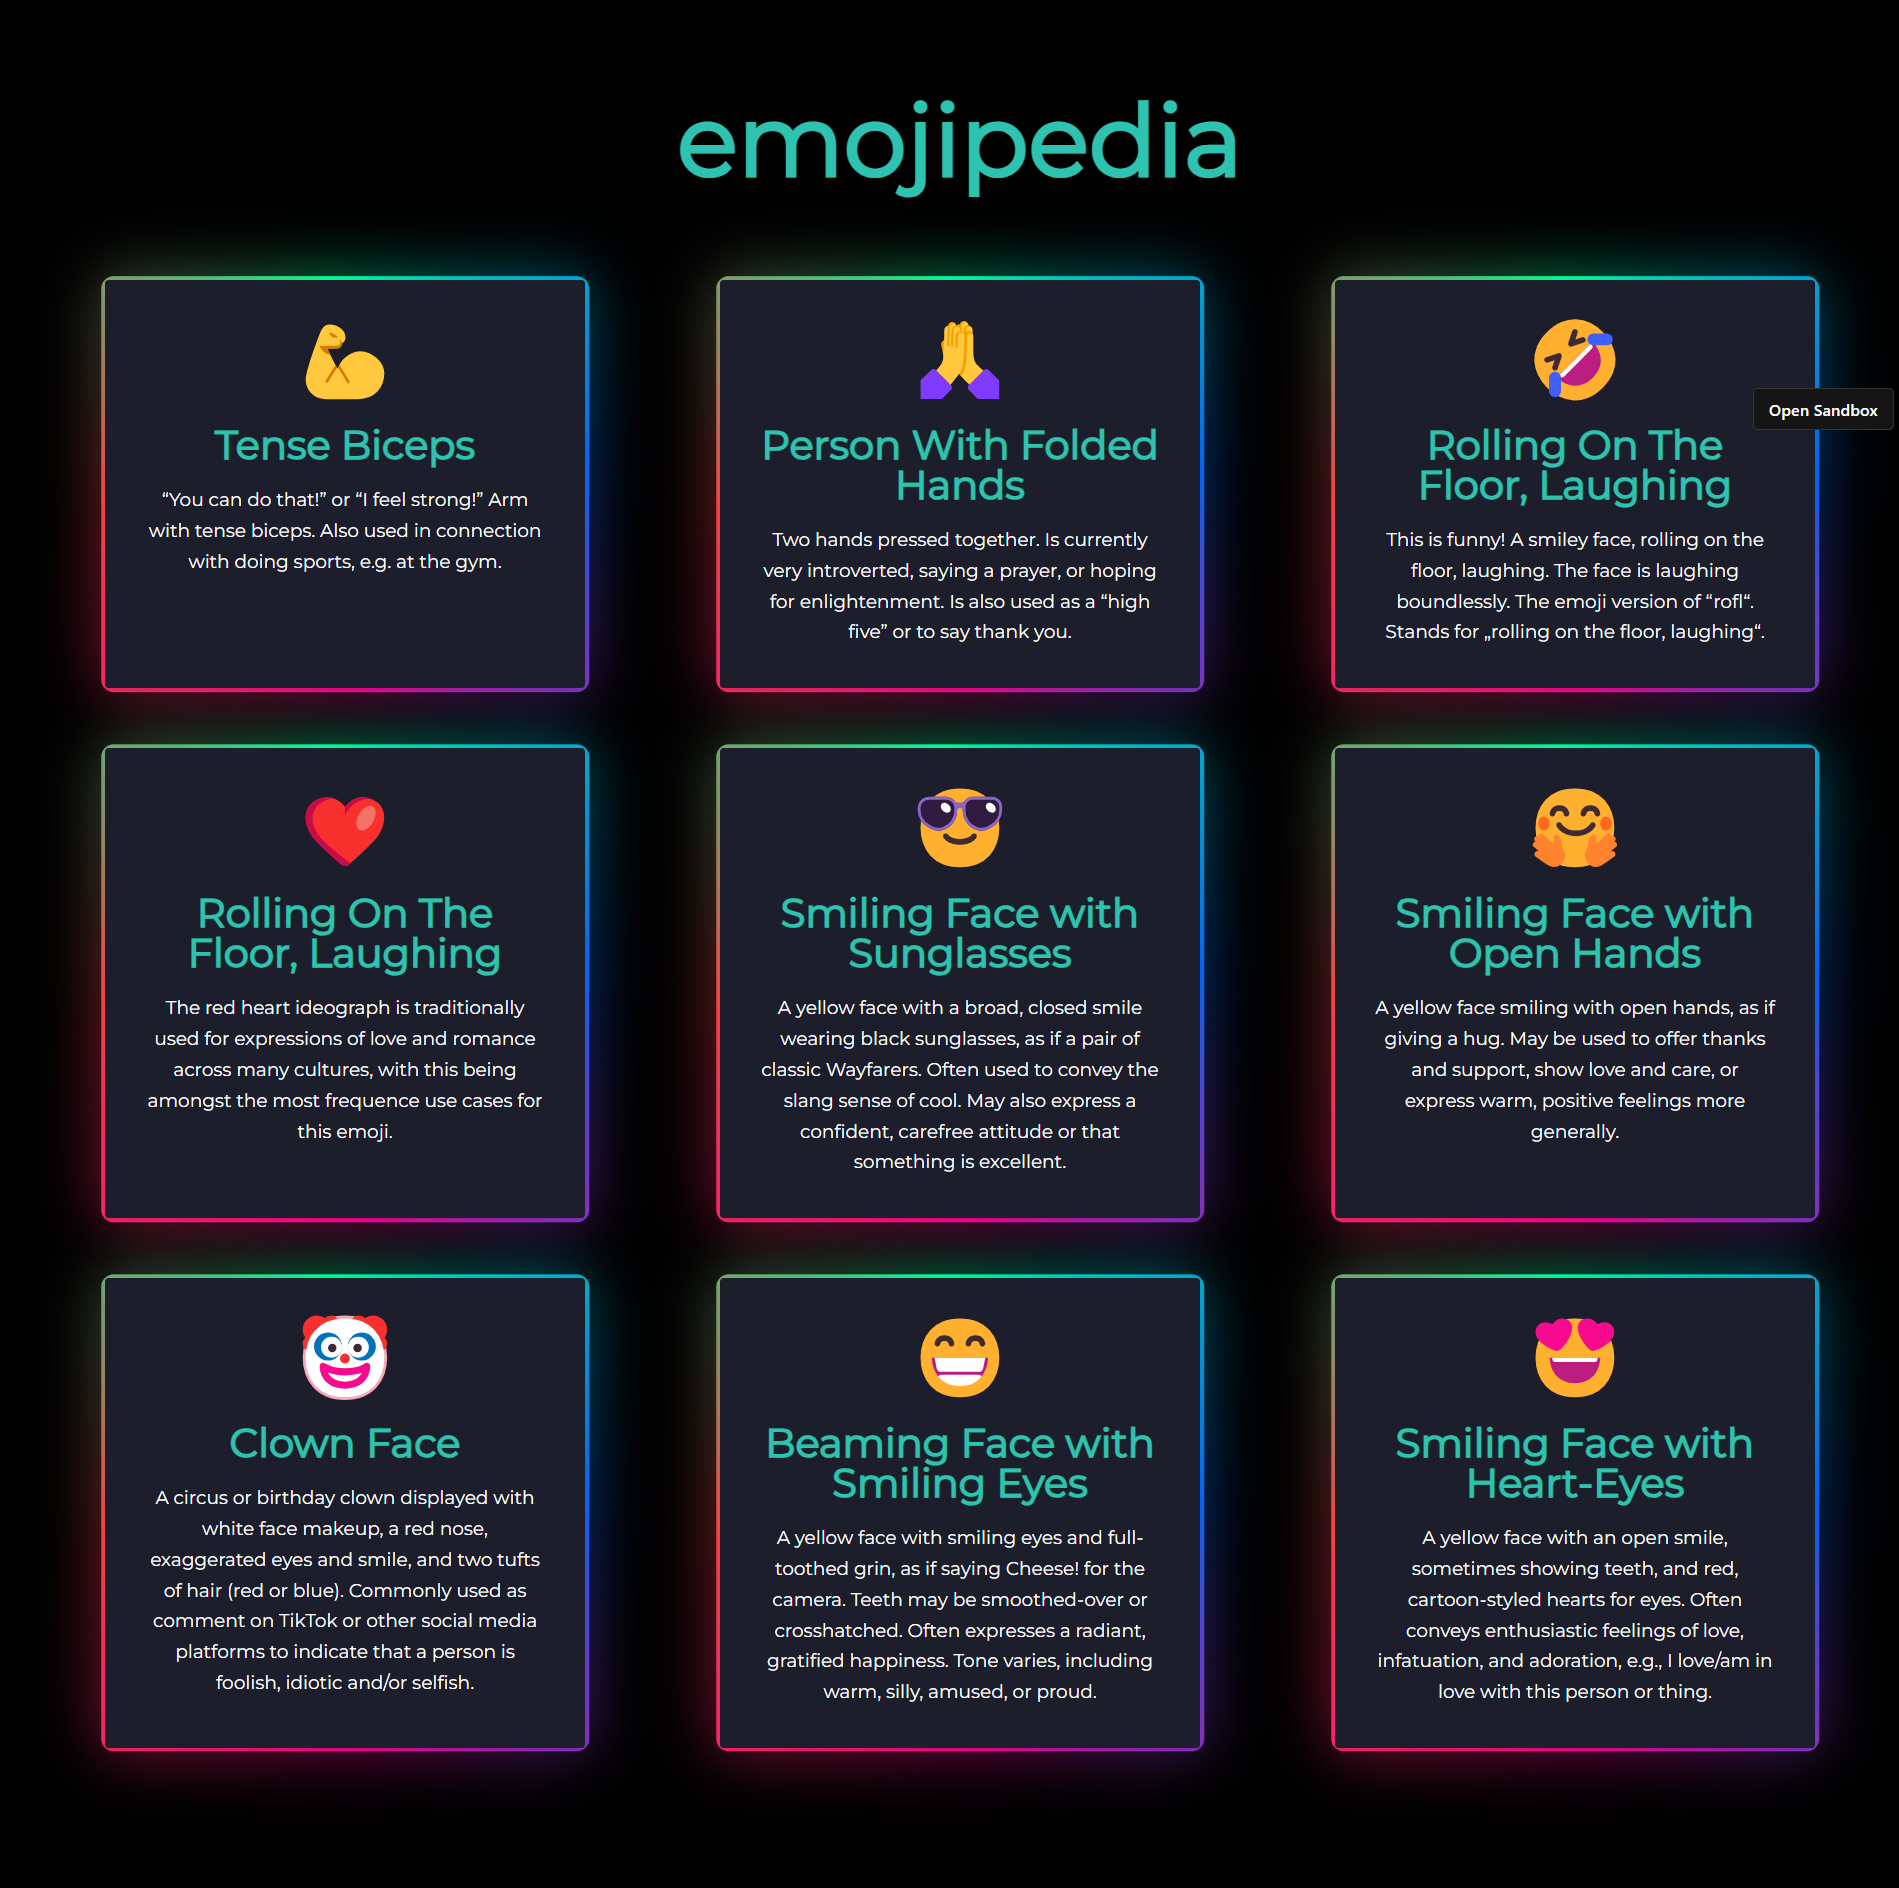 emojipedia
Tense Biceps
“You can do that!” or “I feel strong!” Arm
with tense biceps. Also used in connection
with doing sports, e.g. at the gym.
Person With Folded
Hands
Two hands pressed together. Is currently
very introverted, saying a prayer, or hoping
for enlightenment. Is also used as a “high
five” or to say thank you.
Rolling On The
Floor, Laughing
This is funny! A smiley face, rolling on the
floor, laughing. The face is laughing
boundlessly. The emoji version of “rofl“.
Stands for „rolling on the floor, laughing“.
Open Sandbox
Rolling On The
Floor, Laughing
The red heart ideograph is traditionally
used for expressions of love and romance
across many cultures, with this being
amongst the most frequence use cases for
this emoji.
Smiling Face with
Sunglasses
A yellow face with a broad, closed smile
wearing black sunglasses, as if a pair of
classic Wayfarers. Often used to convey the
slang sense of cool. May also express a
confident, carefree attitude or that
something is excellent.
Smiling Face with
Open Hands
A yellow face smiling with open hands, as if
giving a hug. May be used to offer thanks
and support, show love and care, or
express warm, positive feelings more
generally.
Clown Face
A circus or birthday clown displayed with
white face makeup, a red nose,
exaggerated eyes and smile, and two tufts
of hair (red or blue). Commonly used as
comment on TikTok or other social media
platforms to indicate that a person is
foolish, idiotic and/or selfish.
Beaming Face with
Smiling Eyes
A yellow face with smiling eyes and full-
toothed grin, as if saying Cheese! for the
camera. Teeth may be smoothed-over or
crosshatched. Often expresses a radiant,
gratified happiness. Tone varies, including
warm, silly, amused, or proud.
Smiling Face with
Heart-Eyes
A yellow face with an open smile,
sometimes showing teeth, and red,
cartoon-styled hearts for eyes. Often
conveys enthusiastic feelings of love,
infatuation, and adoration, e.g., I love/am in
love with this person or thing.